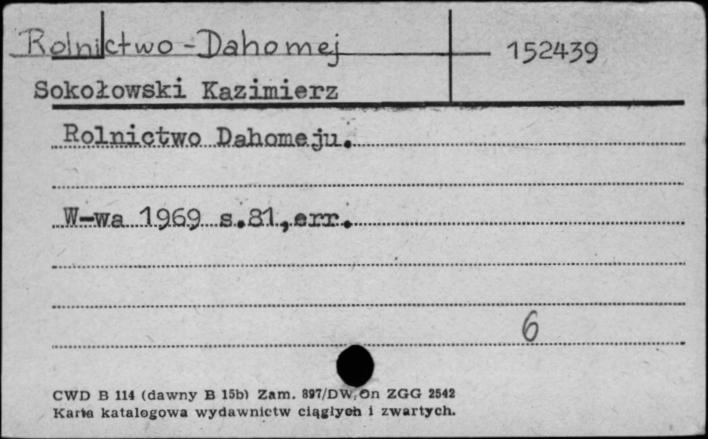 Rolnictwo - Dahomej 152439
Sokołowski Kazimierz
Rolnictwo Dahomeju.
W-wa 1969 s.81,err.
6
CWD B 114 (dawny B 15b) Zam. 897/DW,On ZGG 2542
Karta katalogowa wydawnictw ciągłych i zwartych.